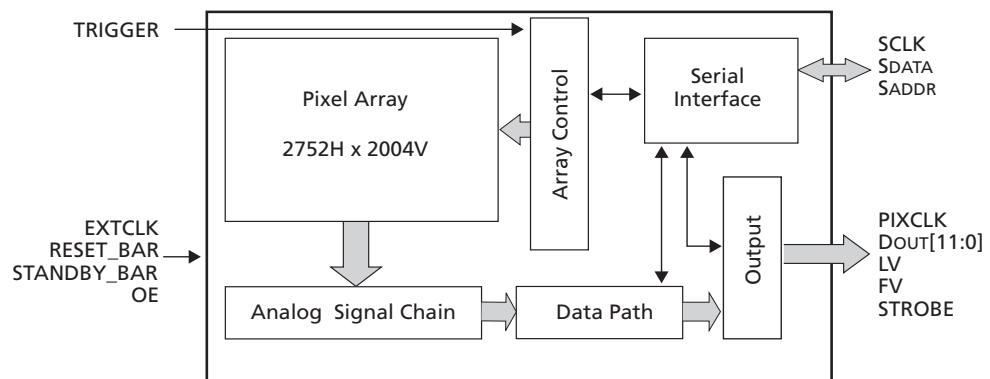 TRIGGER
Pixel Array
2752H x 2004V
Array Control
Serial
Interface
SCLK
SDATA
SADDR
EXTCLK
RESET_BAR
STANDBY_BAR
OE
Analog Signal Chain
Data Path
Output
PIXCLK
DOUT[11:0]
LV
FV
STROBE